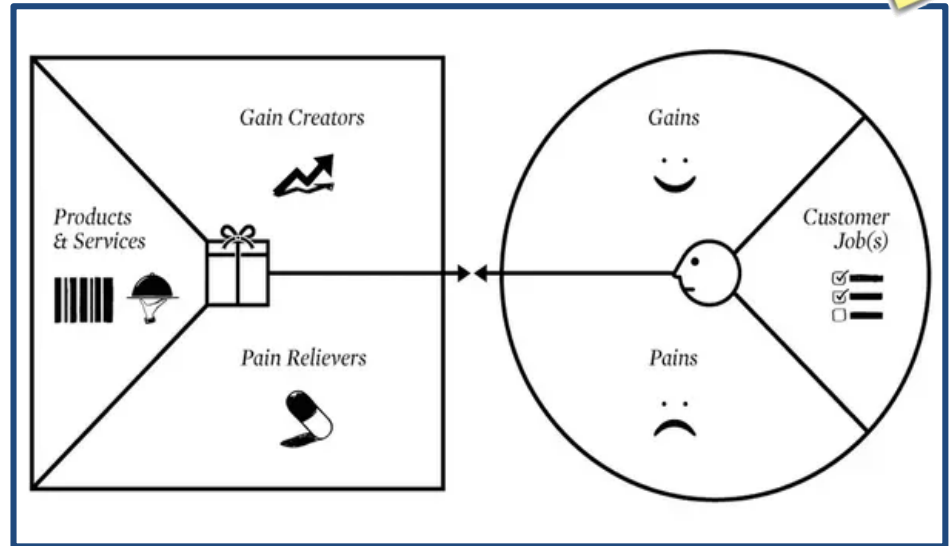 Gain Creators
Products
& Services
Pain Relievers
Gains
Customer
Job(s)
Pains